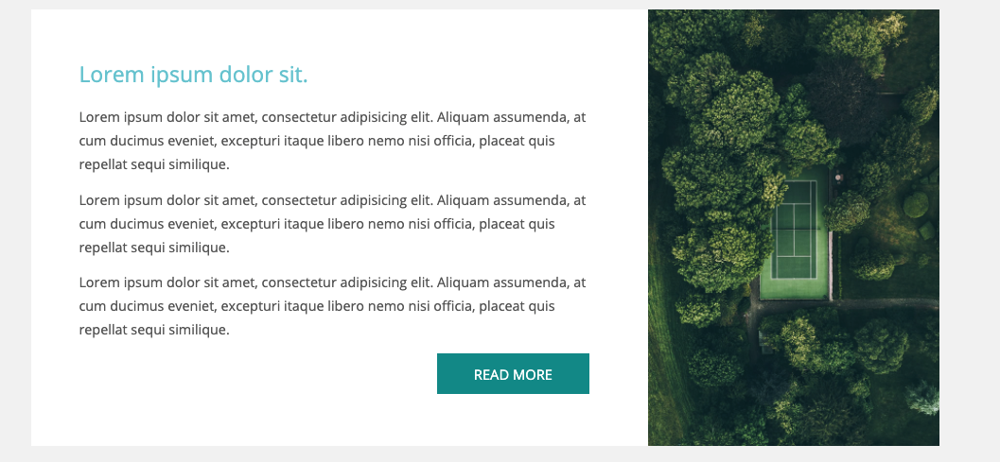 Lorem ipsum dolor sit.
Lorem ipsum dolor sit amet, consectetur adipisicing elit. Aliquam assumenda, at
cum ducimus eveniet, excepturi itaque libero nemo nisi officia, placeat quis
repellat sequi similique.
Lorem ipsum dolor sit amet, consectetur adipisicing elit. Aliquam assumenda, at
cum ducimus eveniet, excepturi itaque libero nemo nisi officia, placeat quis
repellat sequi similique.
Lorem ipsum dolor sit amet, consectetur adipisicing elit. Aliquam assumenda, at
cum ducimus eveniet, excepturi itaque libero nemo nisi officia, placeat quis
repellat sequi similique.
READ MORE